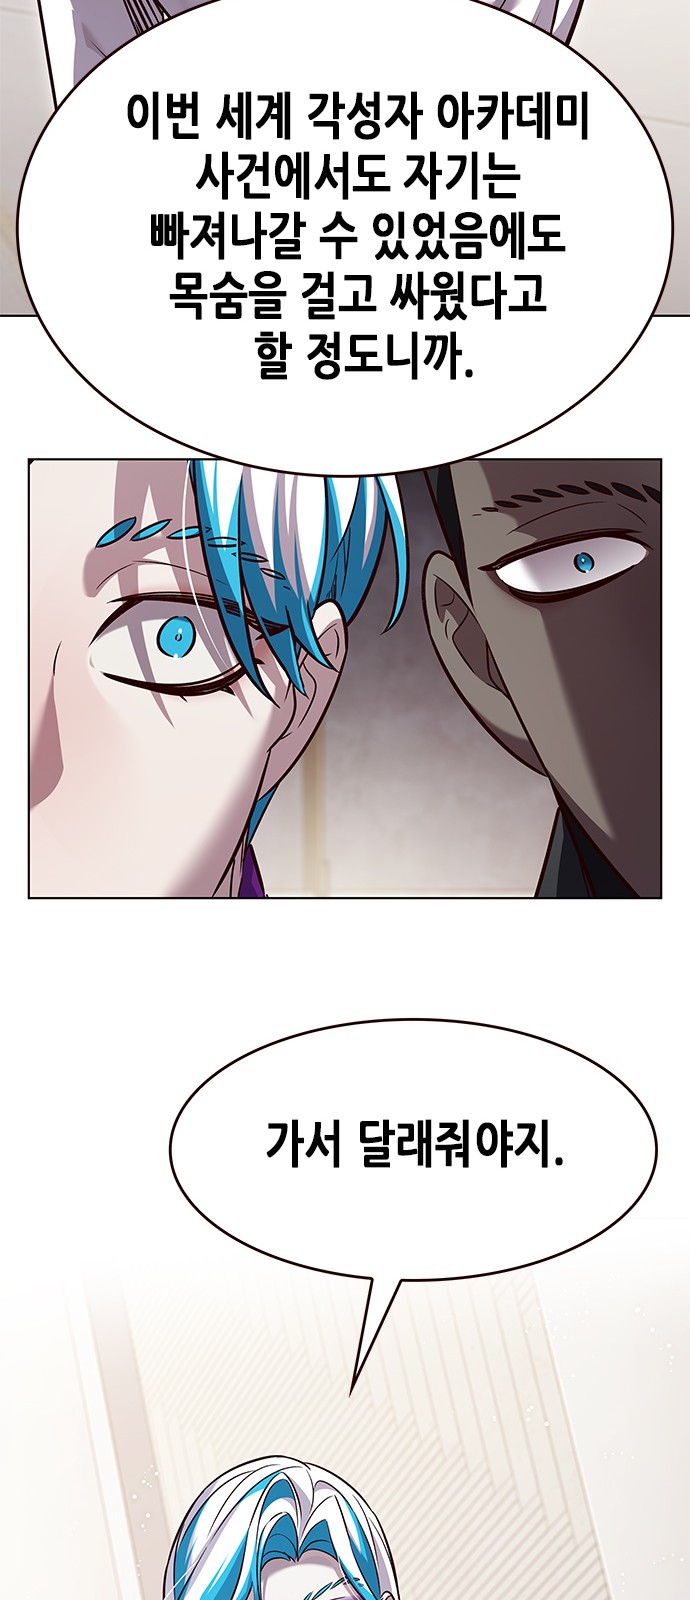 이번 세계 각성자 아카데미
사건에서도 자기는
빠져나갈 수 있었음에도
목숨을 걸고 싸웠다고
할 정도니까.
가서 달래줘야지.